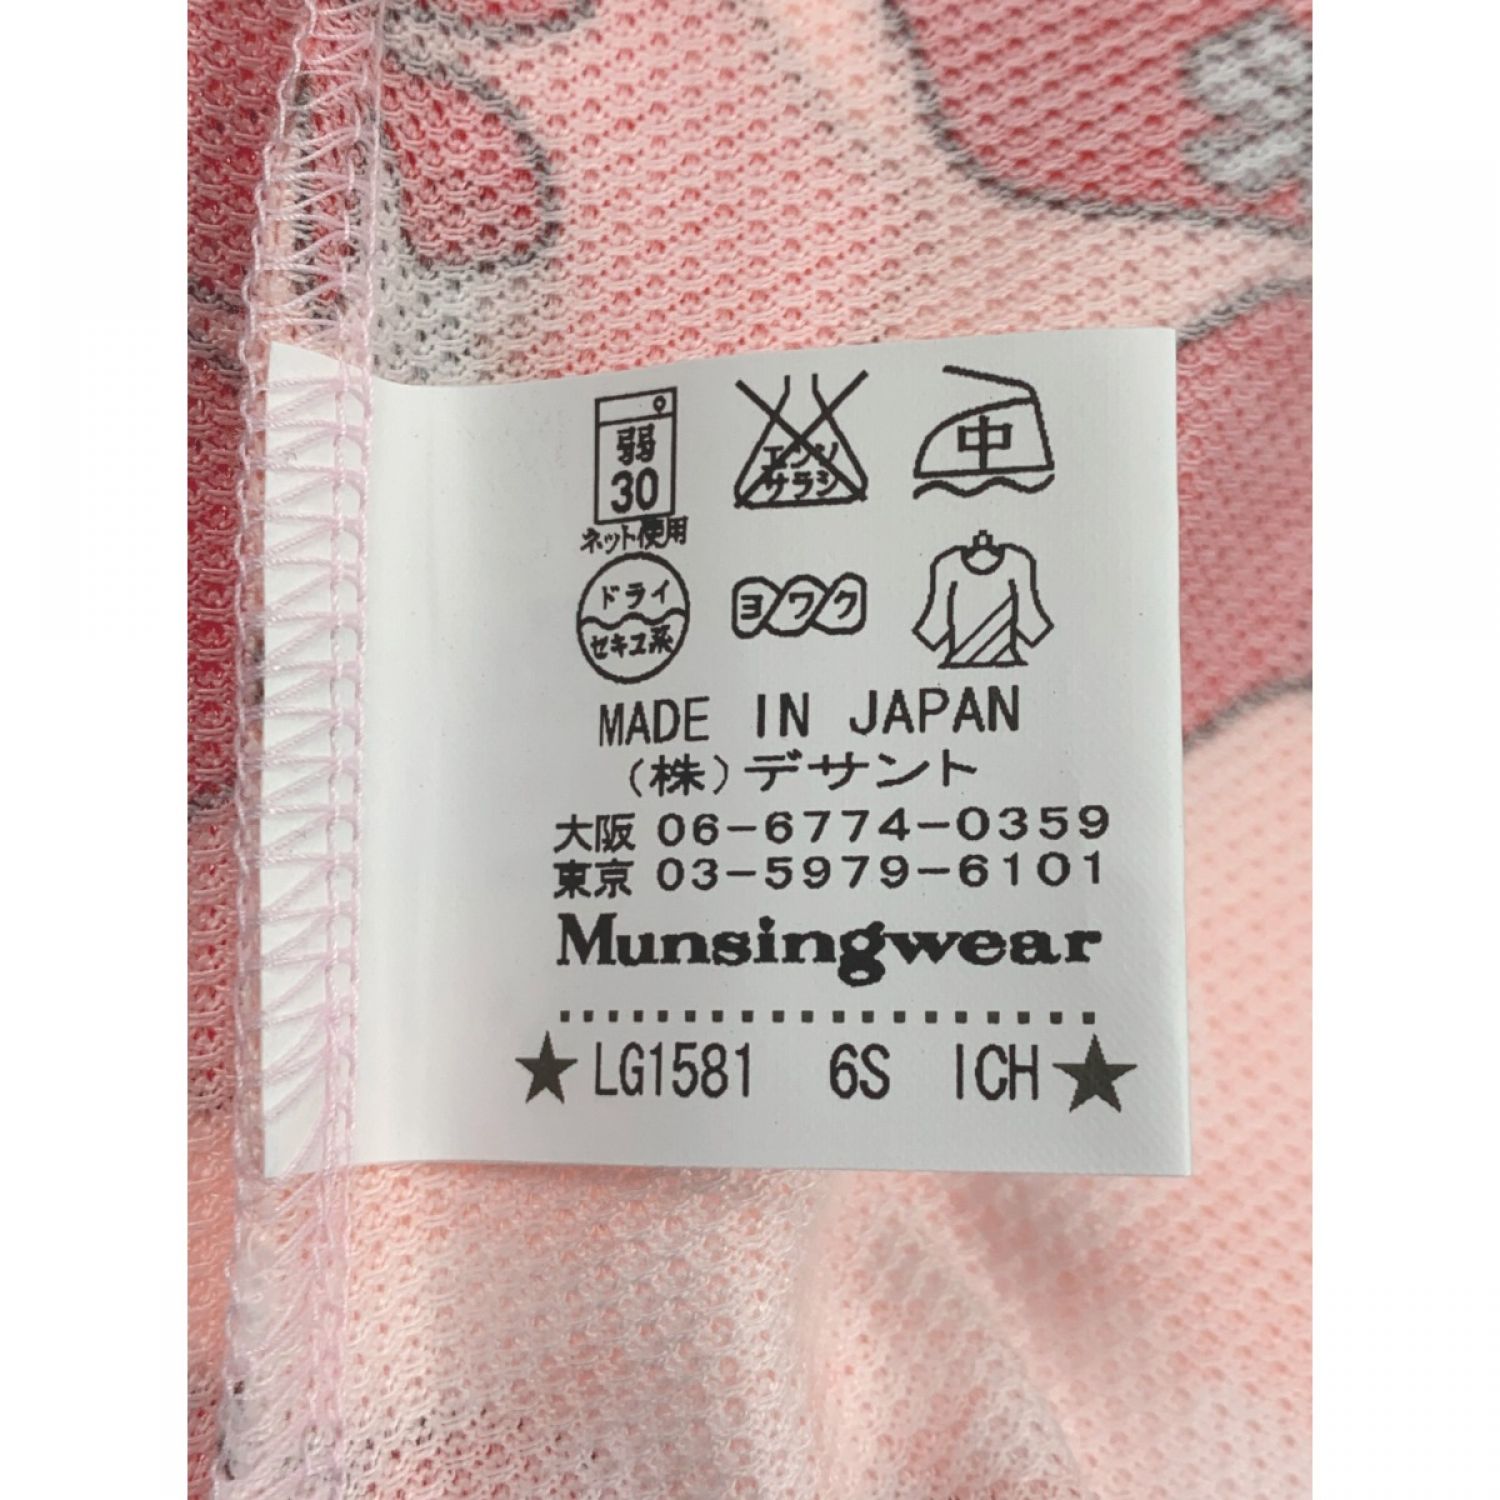 弱
30
ネット使用
エンソ
サラシ
中
ドライ
セキユ系
ヨワク
MADE IN JAPAN
(株)デサント
大阪 06-6774-0359
東京 03-5979-6101
Munsingwear
★LG1581 6S ICH★